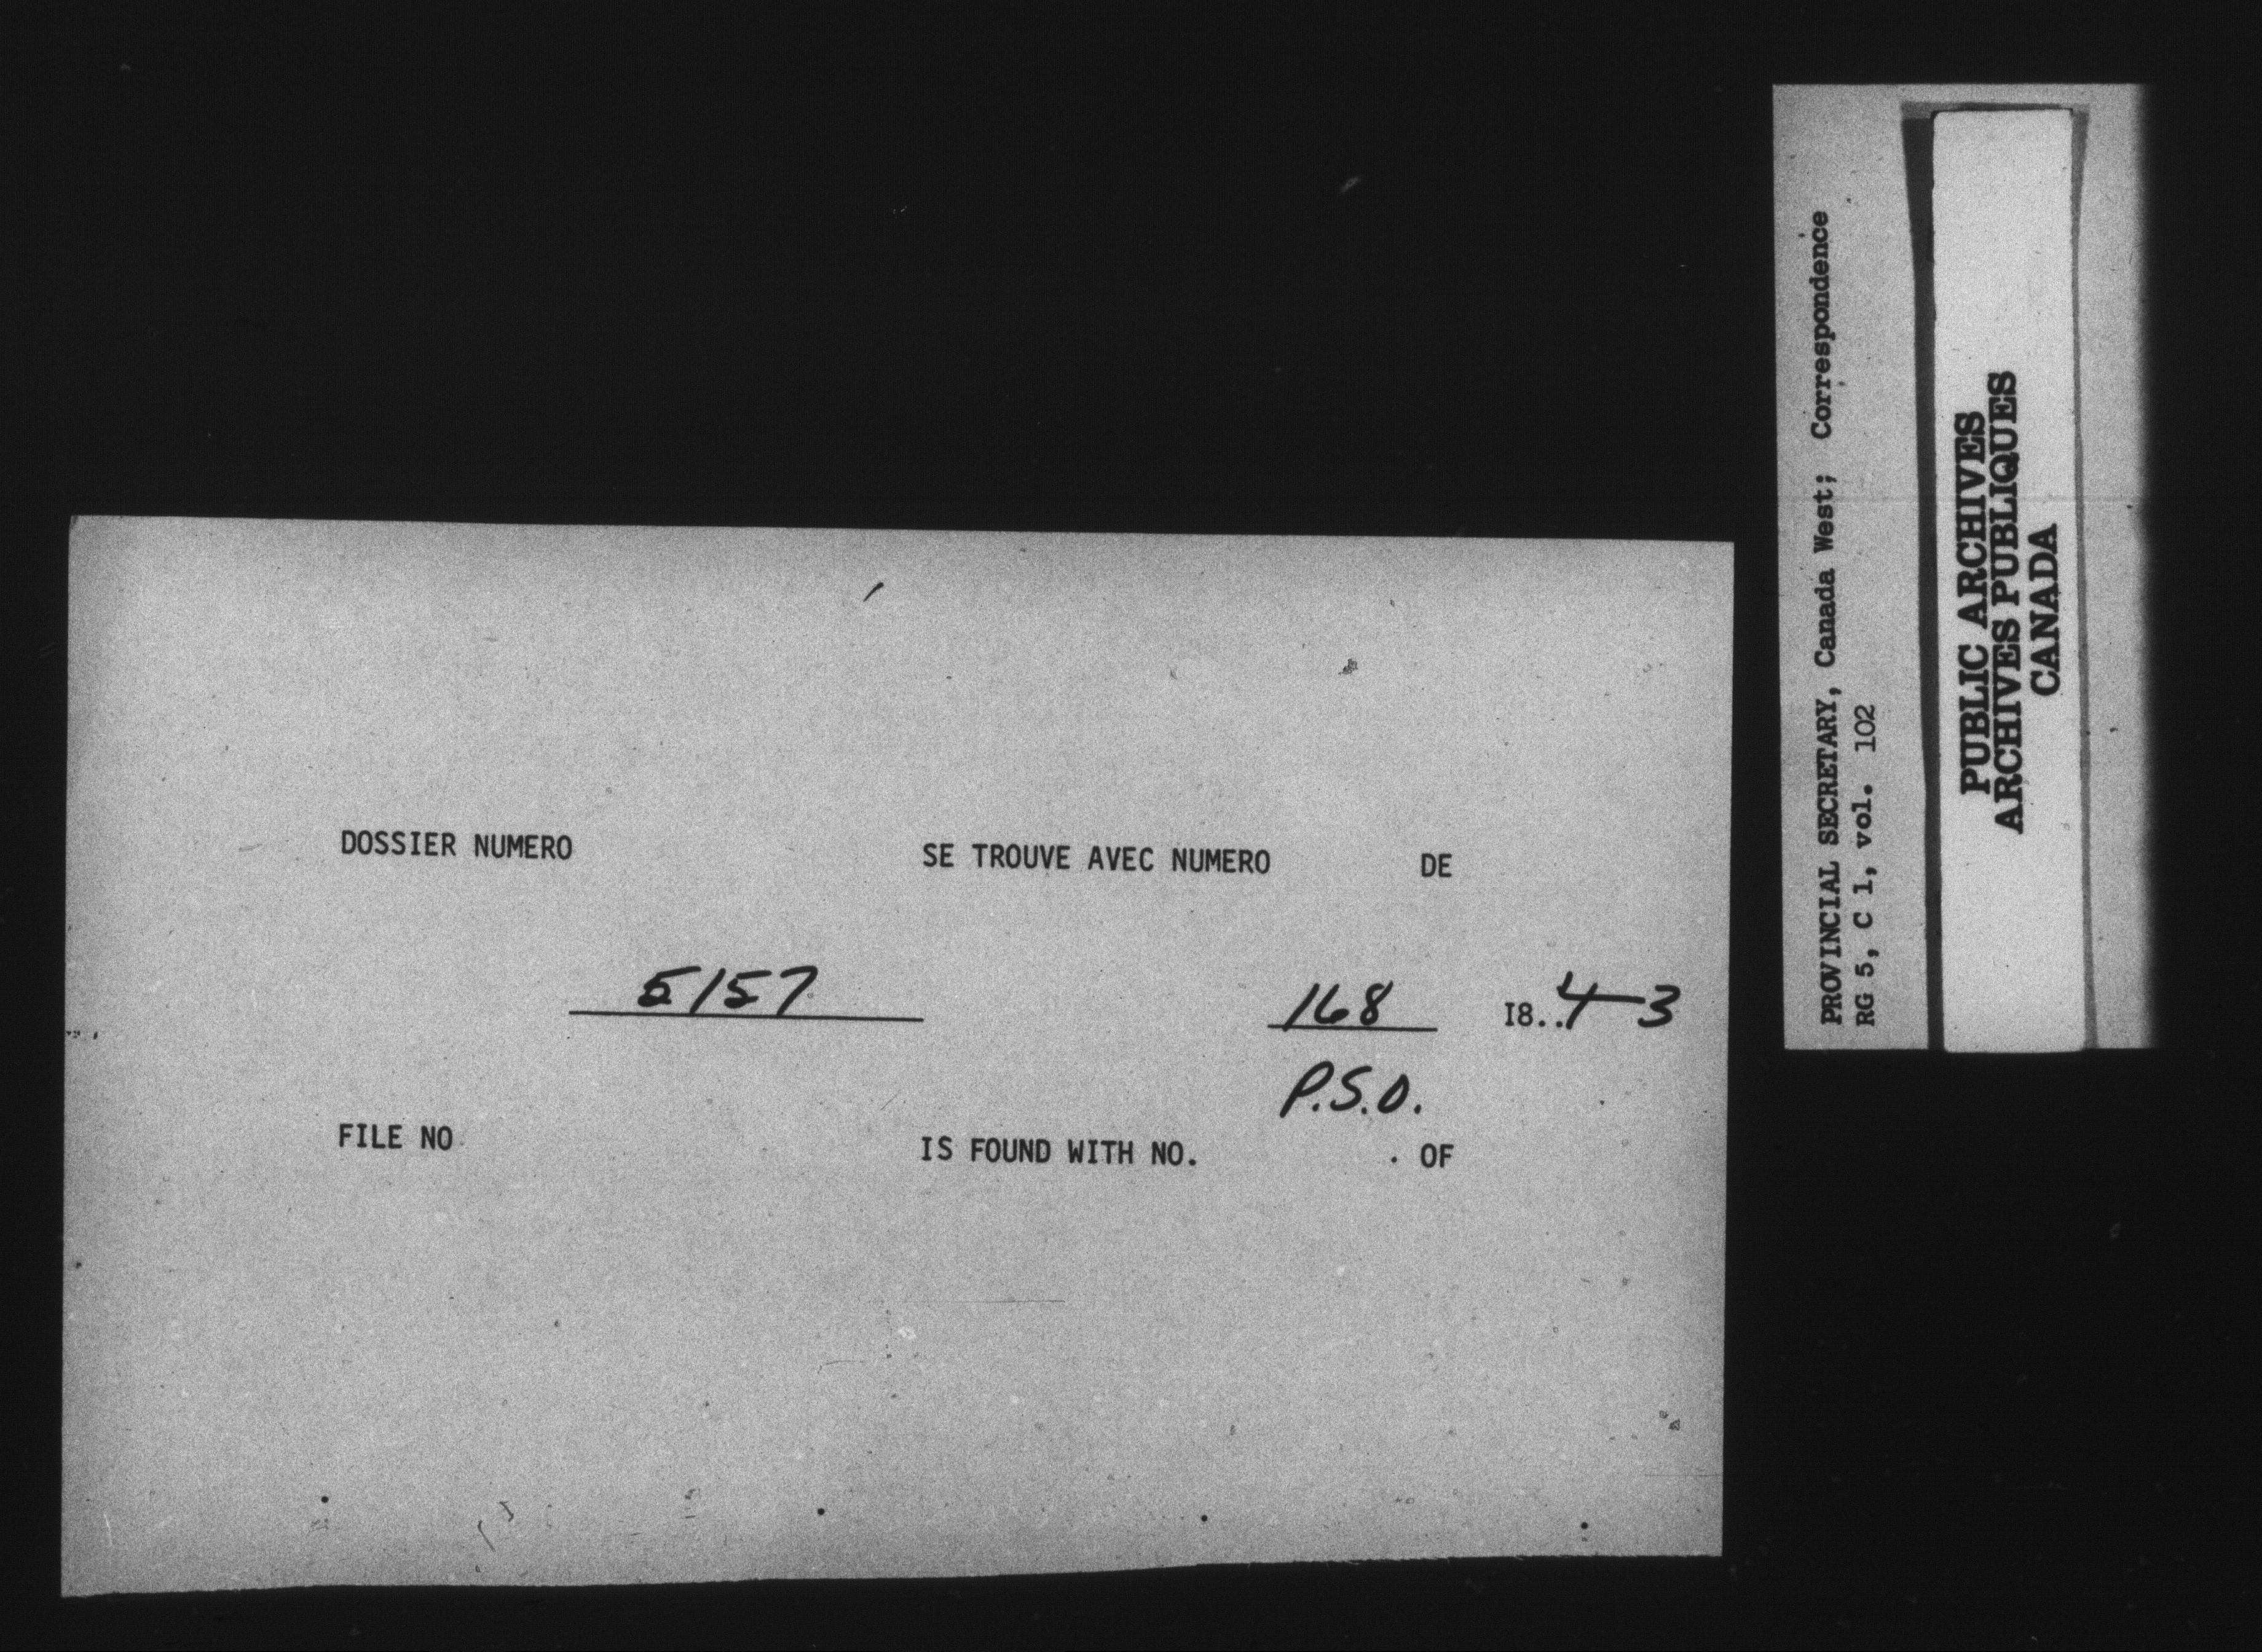 DOSSIER NUMERO SE TROUVE AVEC NUMERO DE
5157 168 18..43
P.S.O.
FILE NO IS FOUND WITH NO. . OF
PROVINCIAL SECRETARY, Canada West; Correspondence
RG 5, C 1, vol. 102
PUBLIC ARCHIVES
ARCHIVES PUBLIQUES
CANADA